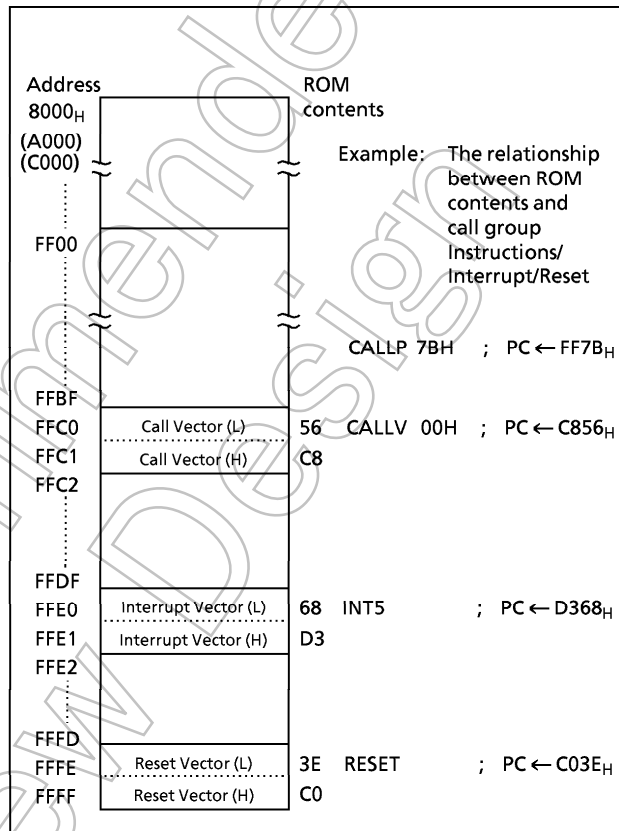 Address ROM
8000H contents
(A000)
(C000)
Example: The relationship
between ROM
contents and
call group
Instructions/
Interrupt/Reset
FF00
CALLP 7BH ; PC ← FF7BH
FFBF
FFC0 Call Vector (L) 56 CALLV 00H ; PC ← C856H
FFC1 Call Vector (H) C8
FFC2
FFDF
FFE0 Interrupt Vector (L) 68 INT5 ; PC ← D368H
FFE1 Interrupt Vector (H) D3
FFE2
FFFD
FFFE Reset Vector (L) 3E RESET ; PC ← C03EH
FFFF Reset Vector (H) C0